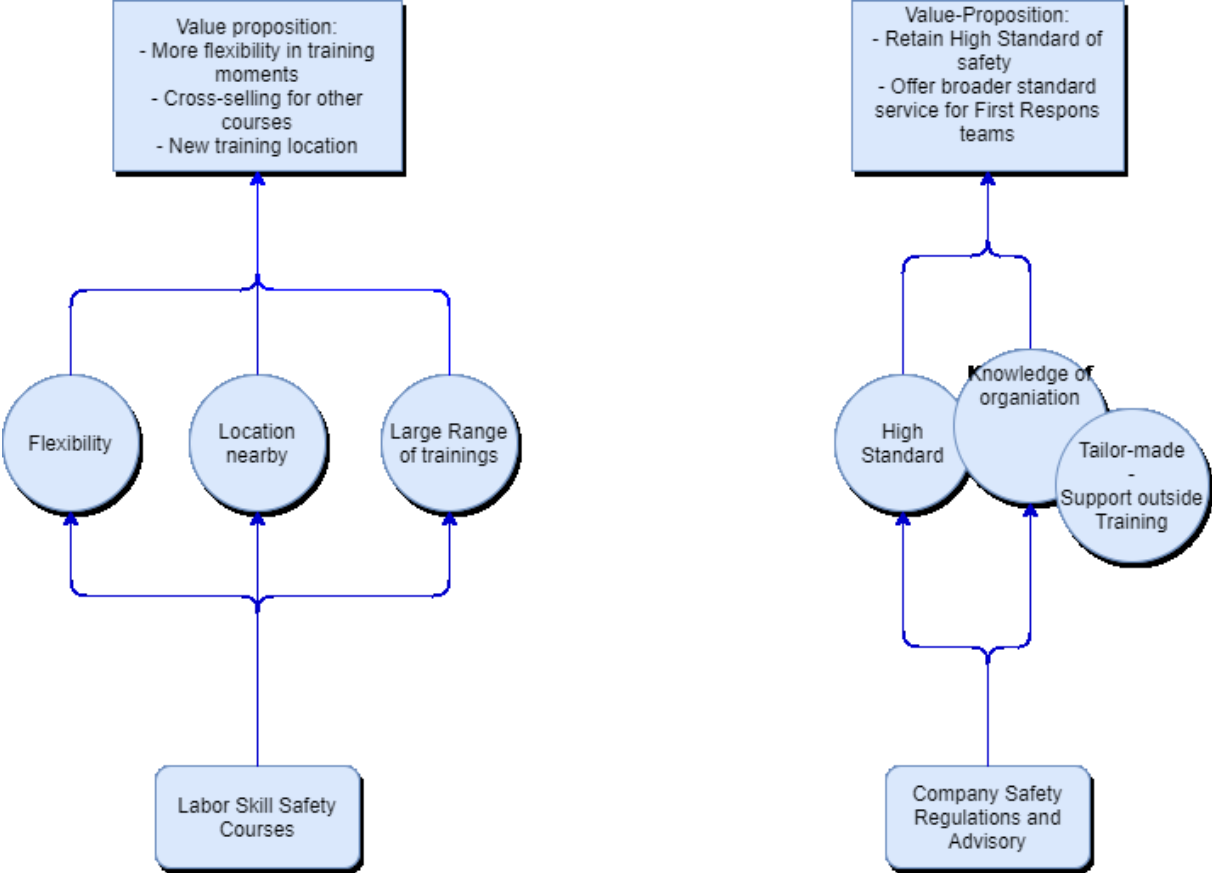 Value proposition:
- More flexibility in training
moments
- Cross-selling for other
courses
- New training location
Value-Proposition:
- Retain High Standard of
safety
- Offer broader standard
service for First Respons
teams
Flexibility
Location
nearby
Large Range
of trainings
High
Standard
Knowledge of
organiation
Tailor-made
-
Support outside
Training
Labor Skill Safety
Courses
Company Safety
Regulations and
Advisory